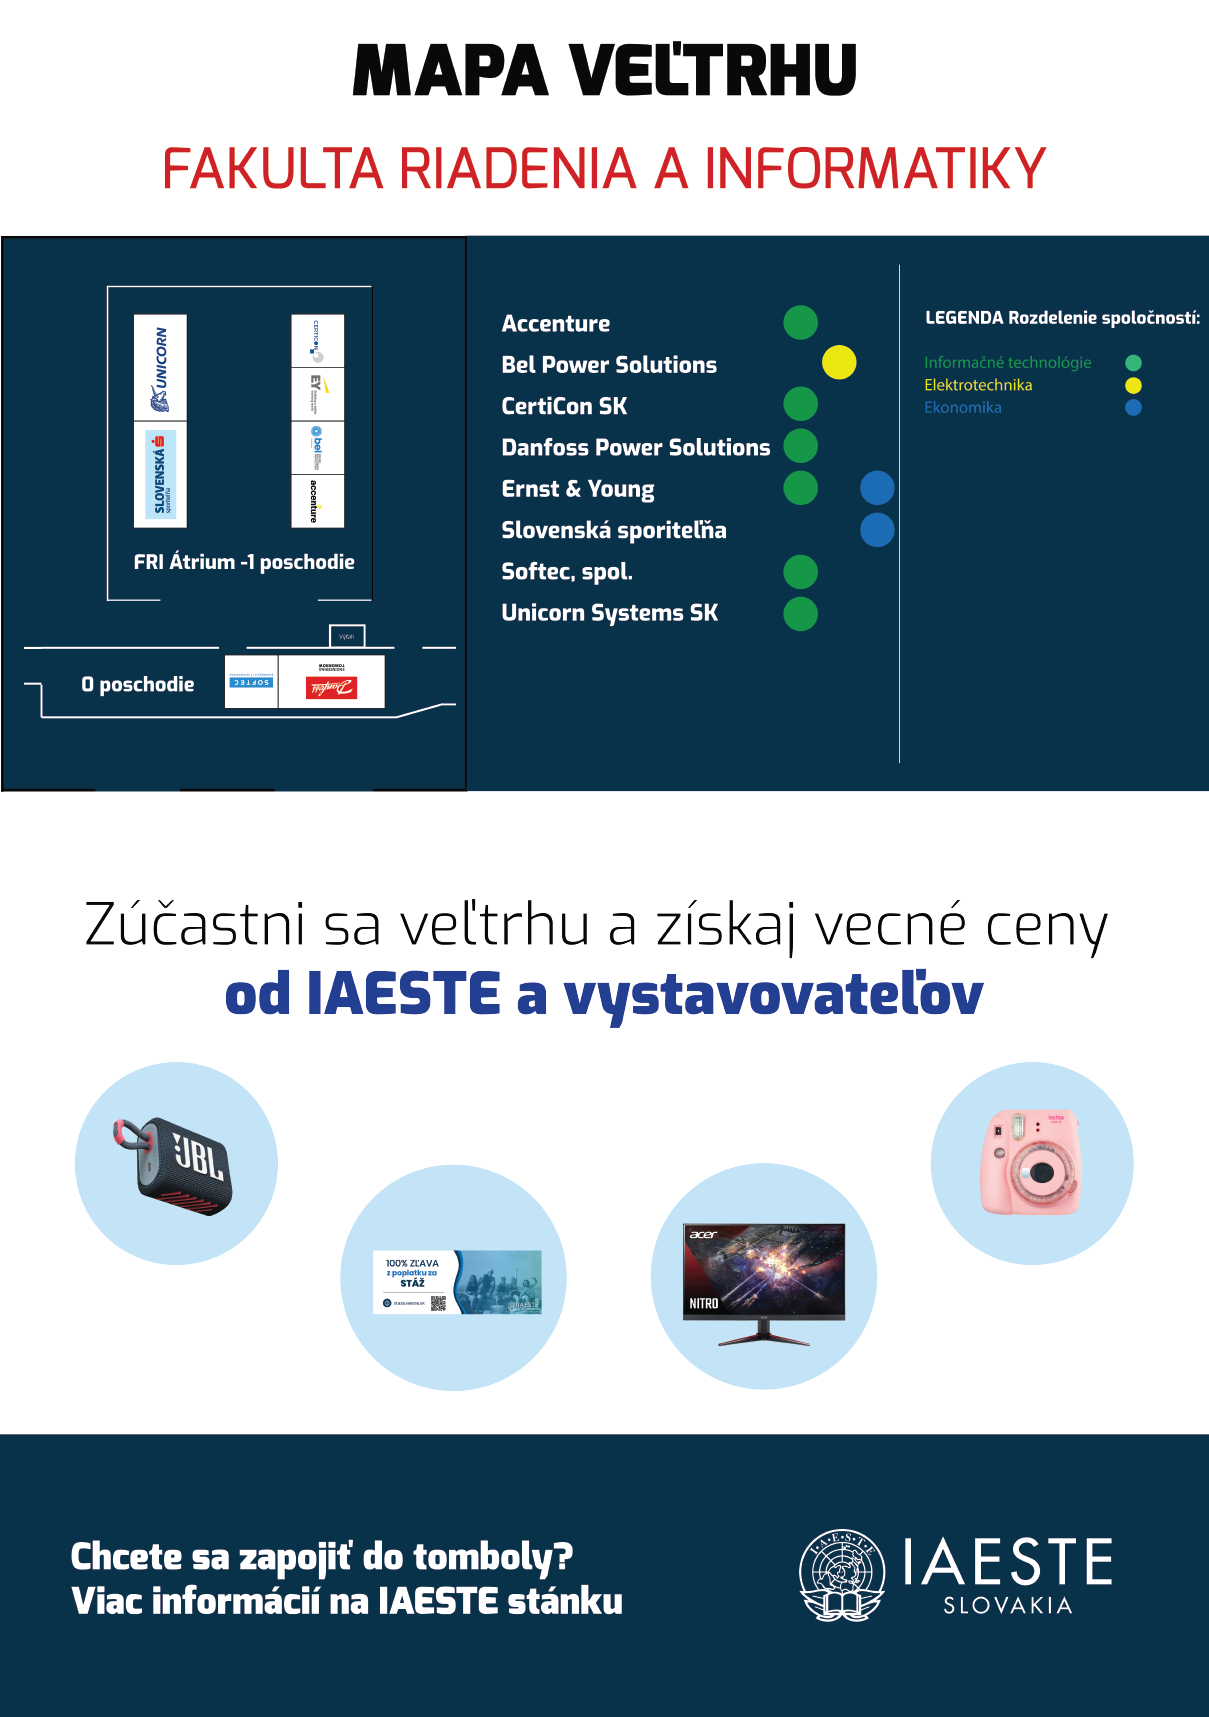 MAPA VEĽTRHU
FAKULTA RIADENIA A INFORMATIKY
UNICORN
SLOVENSKÁ
sporiteľňa
CERTICON
EY
bel
accenture
FRI Átrium -1 poschodie
Výťah
0 poschodie
SOFTEC
ENGINEERING
TOMORROW
Danfoss
Accenture
Bel Power Solutions
CertiCon SK
Danfoss Power Solutions
Ernst & Young
Slovenská sporiteľňa
Softec, spol.
Unicorn Systems SK
LEGENDA Rozdelenie spoločností:
Informačné technológie
Elektrotechnika
Ekonomika
Zúčastni sa veľtrhu a získaj vecné ceny
od IAESTE a vystavovateľov
JBL
100% ZĽAVA
z poplatku za
STÁŽ
IAESTE
acer
NITRO
acer
instax
Chcete sa zapojiť do tomboly?
Viac informácií na IAESTE stánku
I·A·E·S·T·E
IAESTE
SLOVAKIA